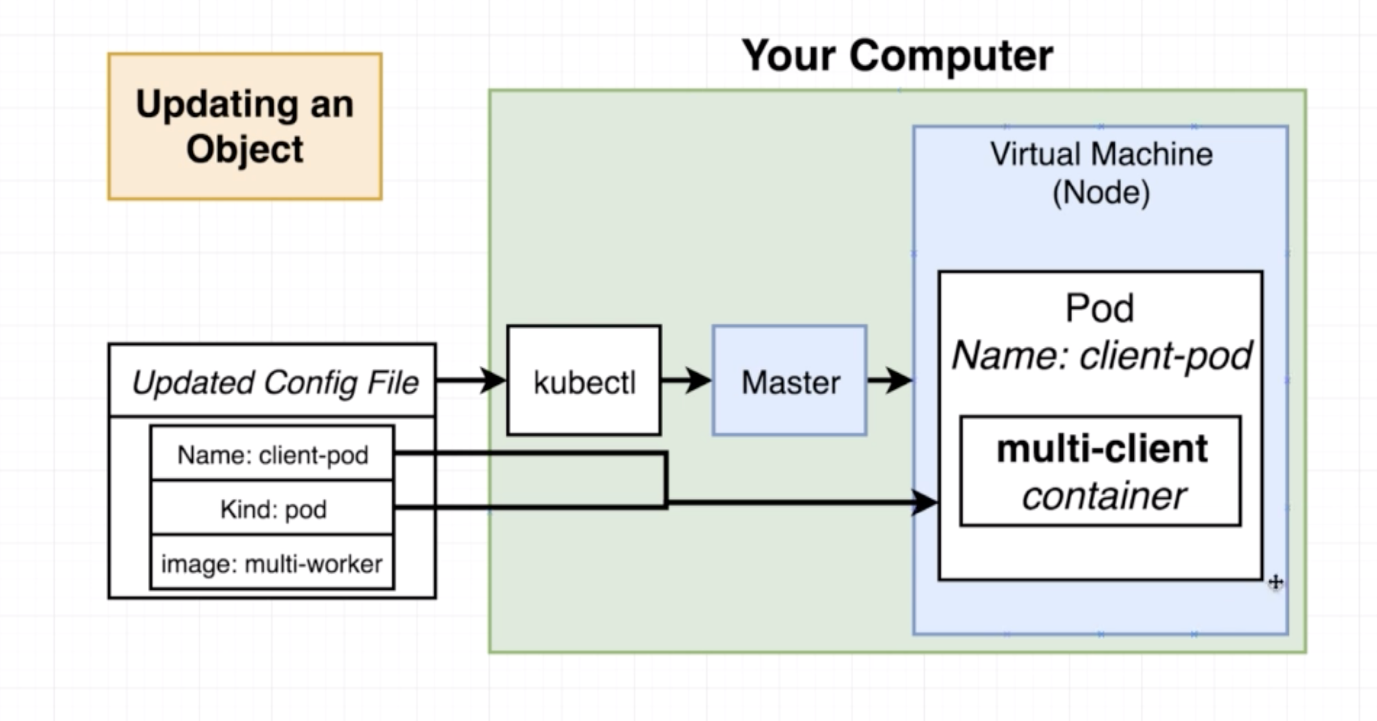 Your Computer
Updating an
Object
Virtual Machine
(Node)
Pod
Name: client-pod
Updated Config File
kubectl
Master
Name: client-pod
Kind: pod
image: multi-worker
multi-client
container